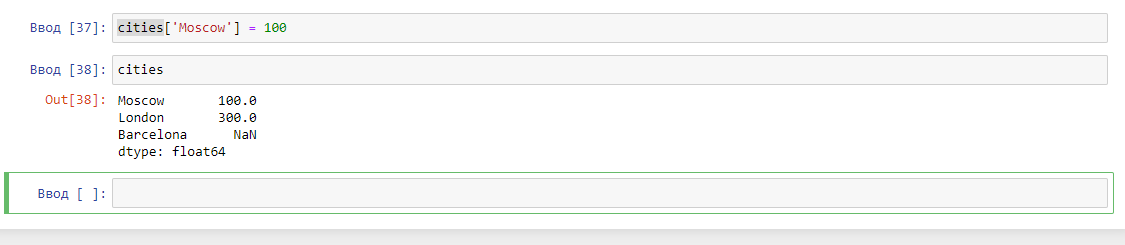 Ввод [37]: cities['Moscow'] = 100
Ввод [38]: cities
Out[38]: Moscow 100.0
London 300.0
Barcelona NaN
dtype: float64
Ввод [ ]: